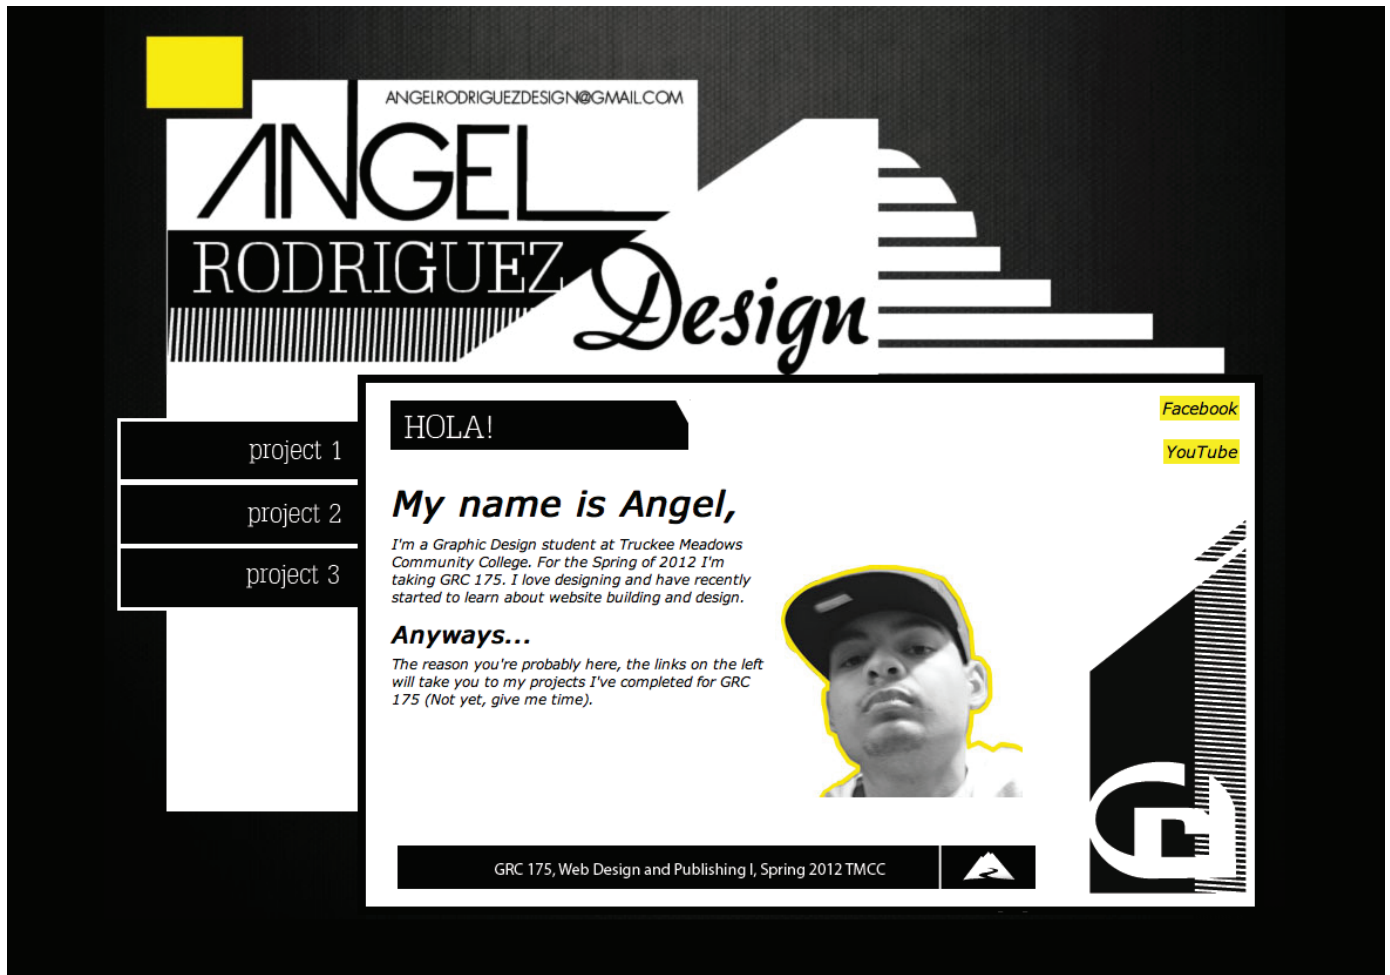 ANGELRODRIGUEZDESIGN@GMAIL.COM
ANGEL
RODRIGUEZ
Design
HOLA!
Facebook
YouTube
project 1
project 2
project 3
My name is Angel,
I'm a Graphic Design student at Truckee Meadows
Community College. For the Spring of 2012 I'm
taking GRC 175. I love designing and have recently
started to learn about website building and design.
Anyways...
The reason you're probably here, the links on the left
will take you to my projects I've completed for GRC
175 (Not yet, give me time).
GRC 175, Web Design and Publishing I, Spring 2012 TMCC